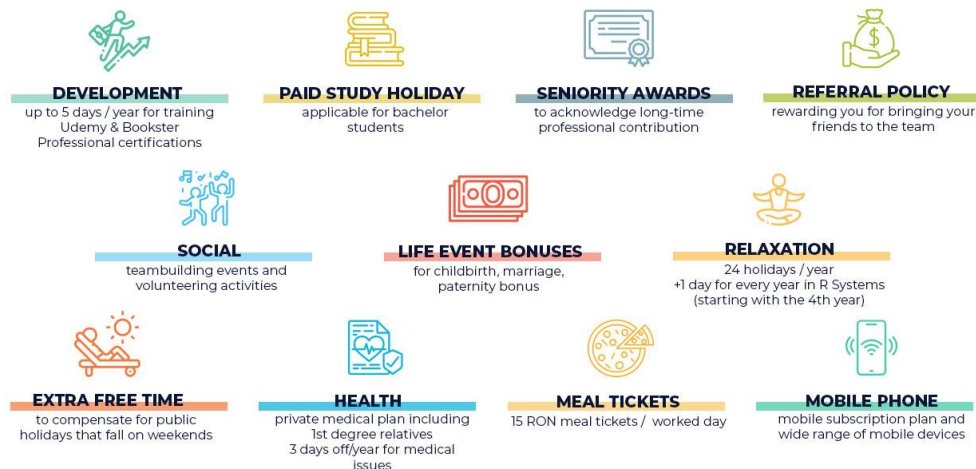 DEVELOPMENT
up to 5 days / year for training
Udemy & Bookster
Professional certifications
PAID STUDY HOLIDAY
applicable for bachelor
students
SENIORITY AWARDS
to acknowledge long-time
professional contribution
$
REFERRAL POLICY
rewarding you for bringing your
friends to the team
SOCIAL
teambuilding events and
volunteering activities
LIFE EVENT BONUSES
for childbirth, marriage,
paternity bonus
RELAXATION
24 holidays / year
+1 day for every year in R Systems
(starting with the 4th year)
EXTRA FREE TIME
to compensate for public
holidays that fall on weekends
HEALTH
private medical plan including
1st degree relatives
3 days off/year for medical
issues
MEAL TICKETS
15 RON meal tickets / worked day
MOBILE PHONE
mobile subscription plan and
wide range of mobile devices